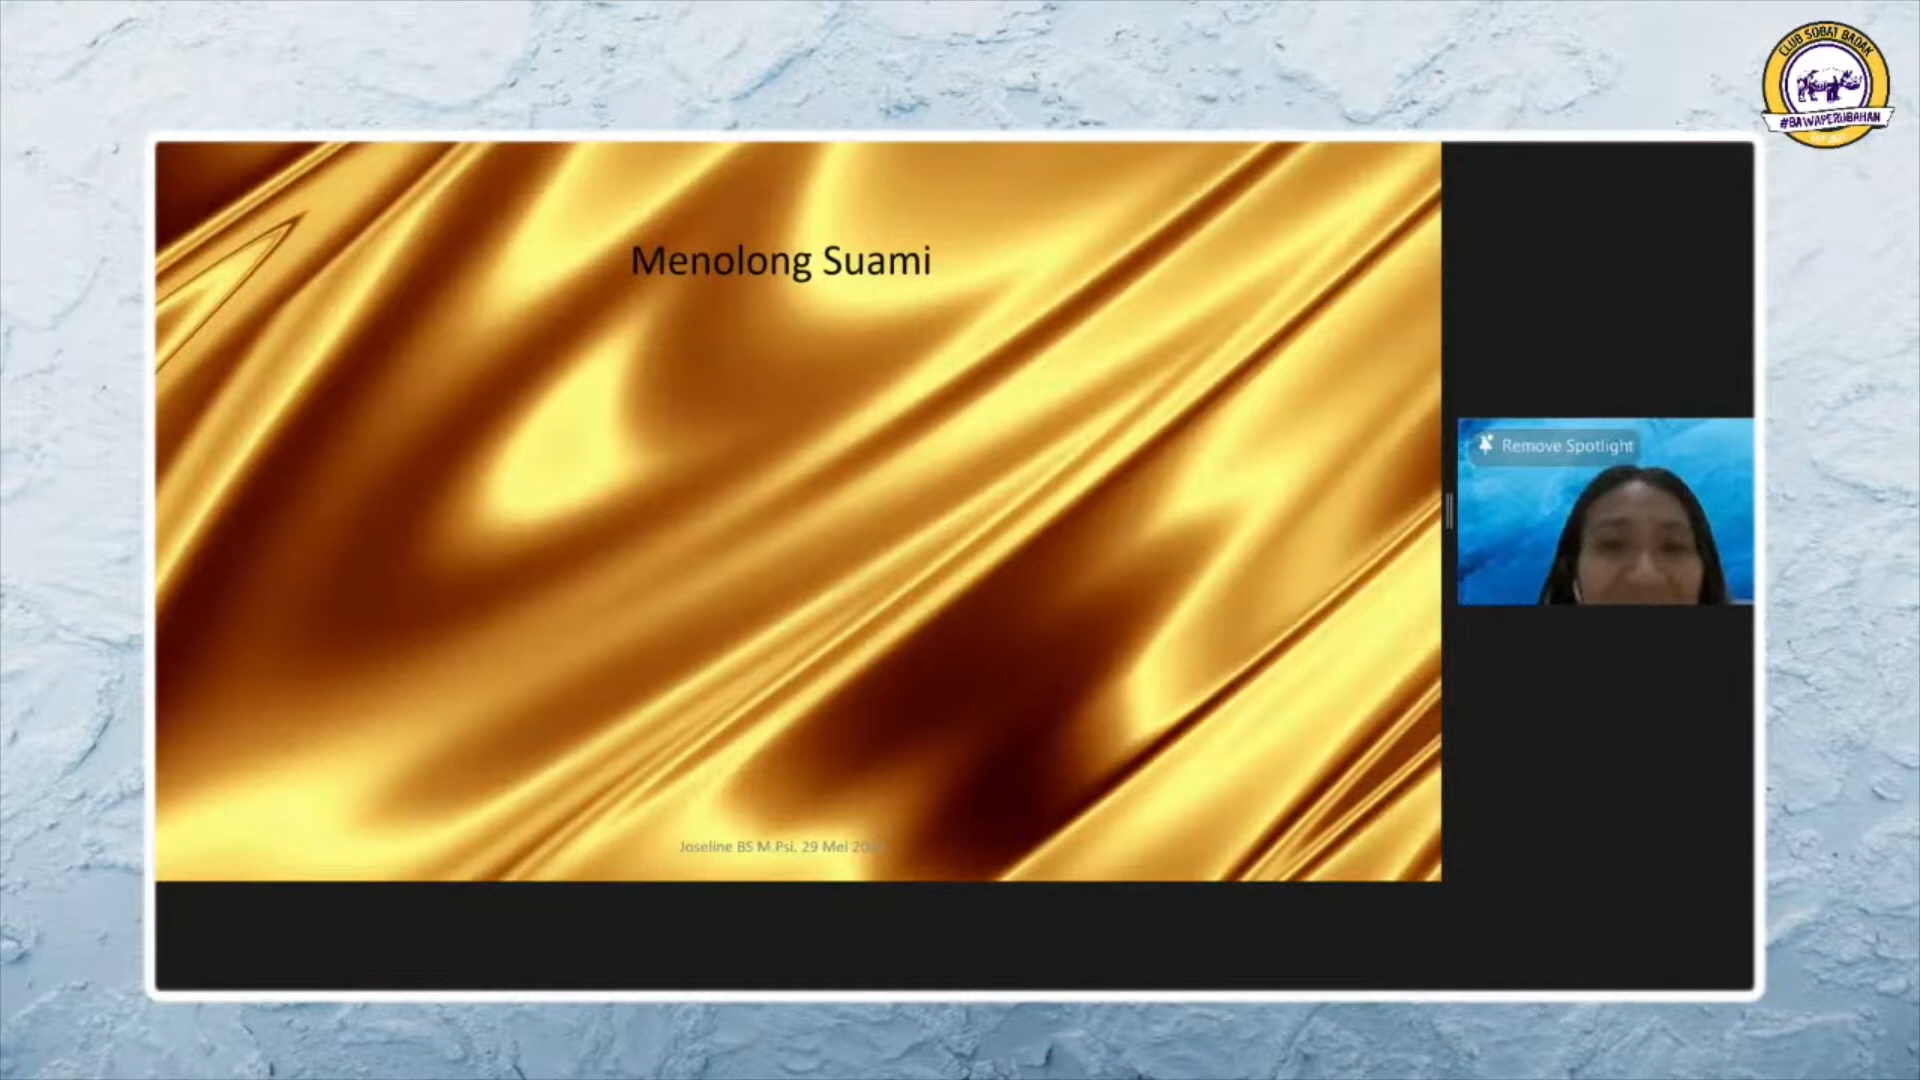 CLUB SOBAT BADAK
#BAWAPERUBAHAN
Menolong Suami
Remove Spotlight
Joseline BS M.Psi. 29 Mei